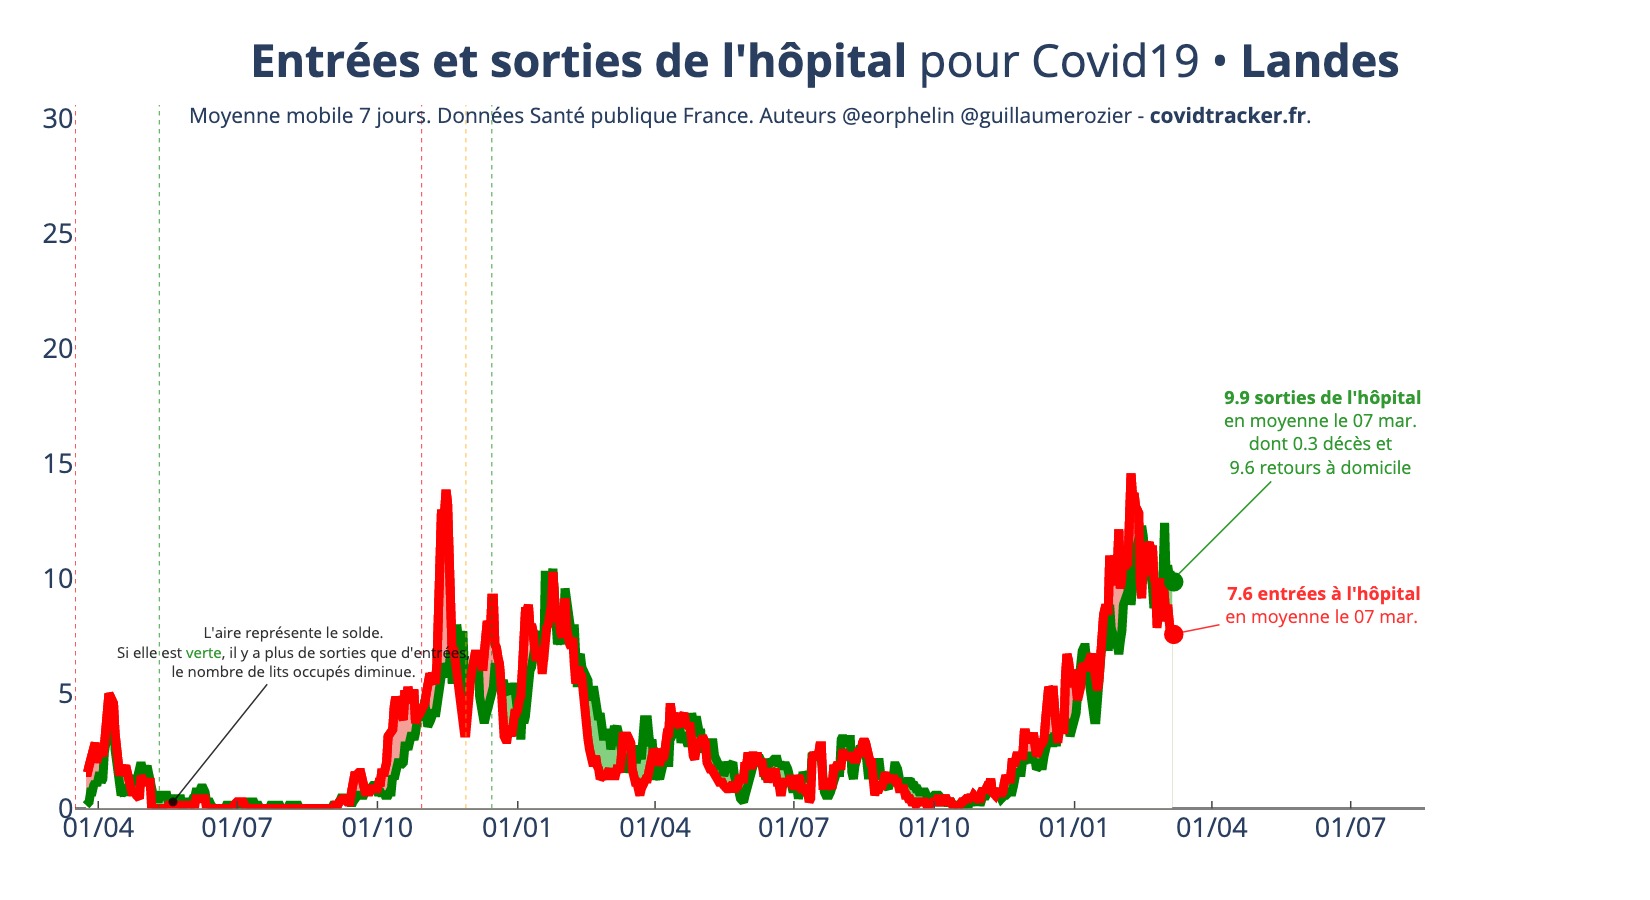 Entrées et sorties de l'hôpital pour Covid19 • Landes
Moyenne mobile 7 jours. Données Santé publique France. Auteurs @eorphelin @guillaumerozier - covidtracker.fr.
30
25
20
15
10
5
0
9.9 sorties de l'hôpital
en moyenne le 07 mar.
dont 0.3 décès et
9.6 retours à domicile
7.6 entrées à l'hôpital
en moyenne le 07 mar.
L'aire représente le solde.
Si elle est verte, il y a plus de sorties que d'entrées,
le nombre de lits occupés diminue.
01/04 01/07 01/10 01/01 01/04 01/07 01/10 01/01 01/04 01/07